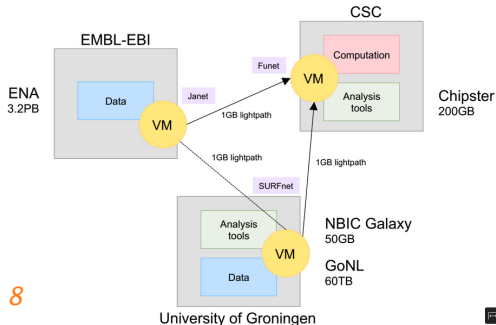 CSC
EMBL-EBI
Funet
Computation
ENA
3.2PB
Janet
Data
VM
VM
1GB lightpath
Analysis
tools
Chipster
200GB
1GB lightpath
1GB lightpath
SURFnet
Analysis
tools
NBIC Galaxy
50GB
VM
GoNL
60TB
Data
8
University of Groningen